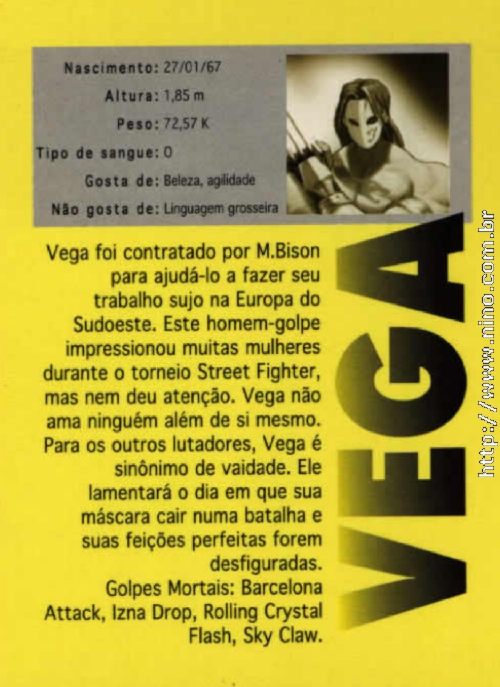 Nascimento: 27/01/67
Altura: 1,85 m
Peso: 72,57 K
Tipo de sangue: O
Gosta de: Beleza, agilidade
Não gosta de: Linguagem grosseira
Vega foi contratado por M.Bison
para ajudá-lo a fazer seu
trabalho sujo na Europa do
Sudoeste. Este homem-golpe
impressionou muitas mulheres
durante o torneio Street Fighter,
mas nem deu atenção. Vega não
ama ninguém além de si mesmo.
Para os outros lutadores, Vega é
sinônimo de vaidade. Ele
lamentará o dia em que sua
máscara cair numa batalha e
suas feições perfeitas forem
desfiguradas.
Golpes Mortais: Barcelona
Attack, Izna Drop, Rolling Crystal
Flash, Sky Claw.
VEGA
http://www.nino.com.br